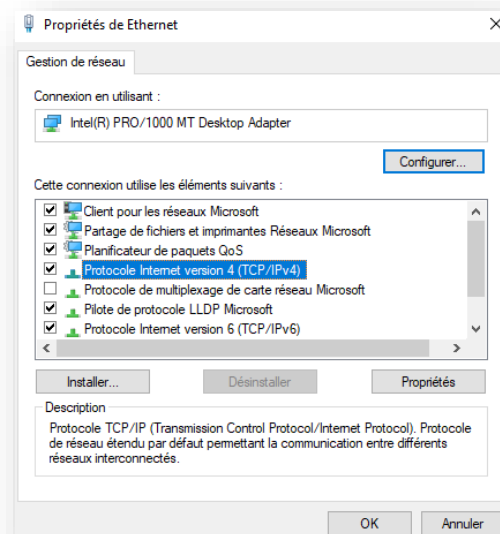 Propriétés de Ethernet
Gestion de réseau
Connexion en utilisant :
Intel(R) PRO/1000 MT Desktop Adapter
Configurer...
Cette connexion utilise les éléments suivants :
Client pour les réseaux Microsoft
Partage de fichiers et imprimantes Réseaux Microsoft
Planificateur de paquets QoS
Protocole Internet version 4 (TCP/IPv4)
Protocole de multiplexage de carte réseau Microsoft
Pilote de protocole LLDP Microsoft
Protocole Internet version 6 (TCP/IPv6)
Installer... Désinstaller Propriétés
Description
Protocole TCP/IP (Transmission Control Protocol/Internet Protocol). Protocole
de réseau étendu par défaut permettant la communication entre différents
réseaux interconnectés.
OK Annuler